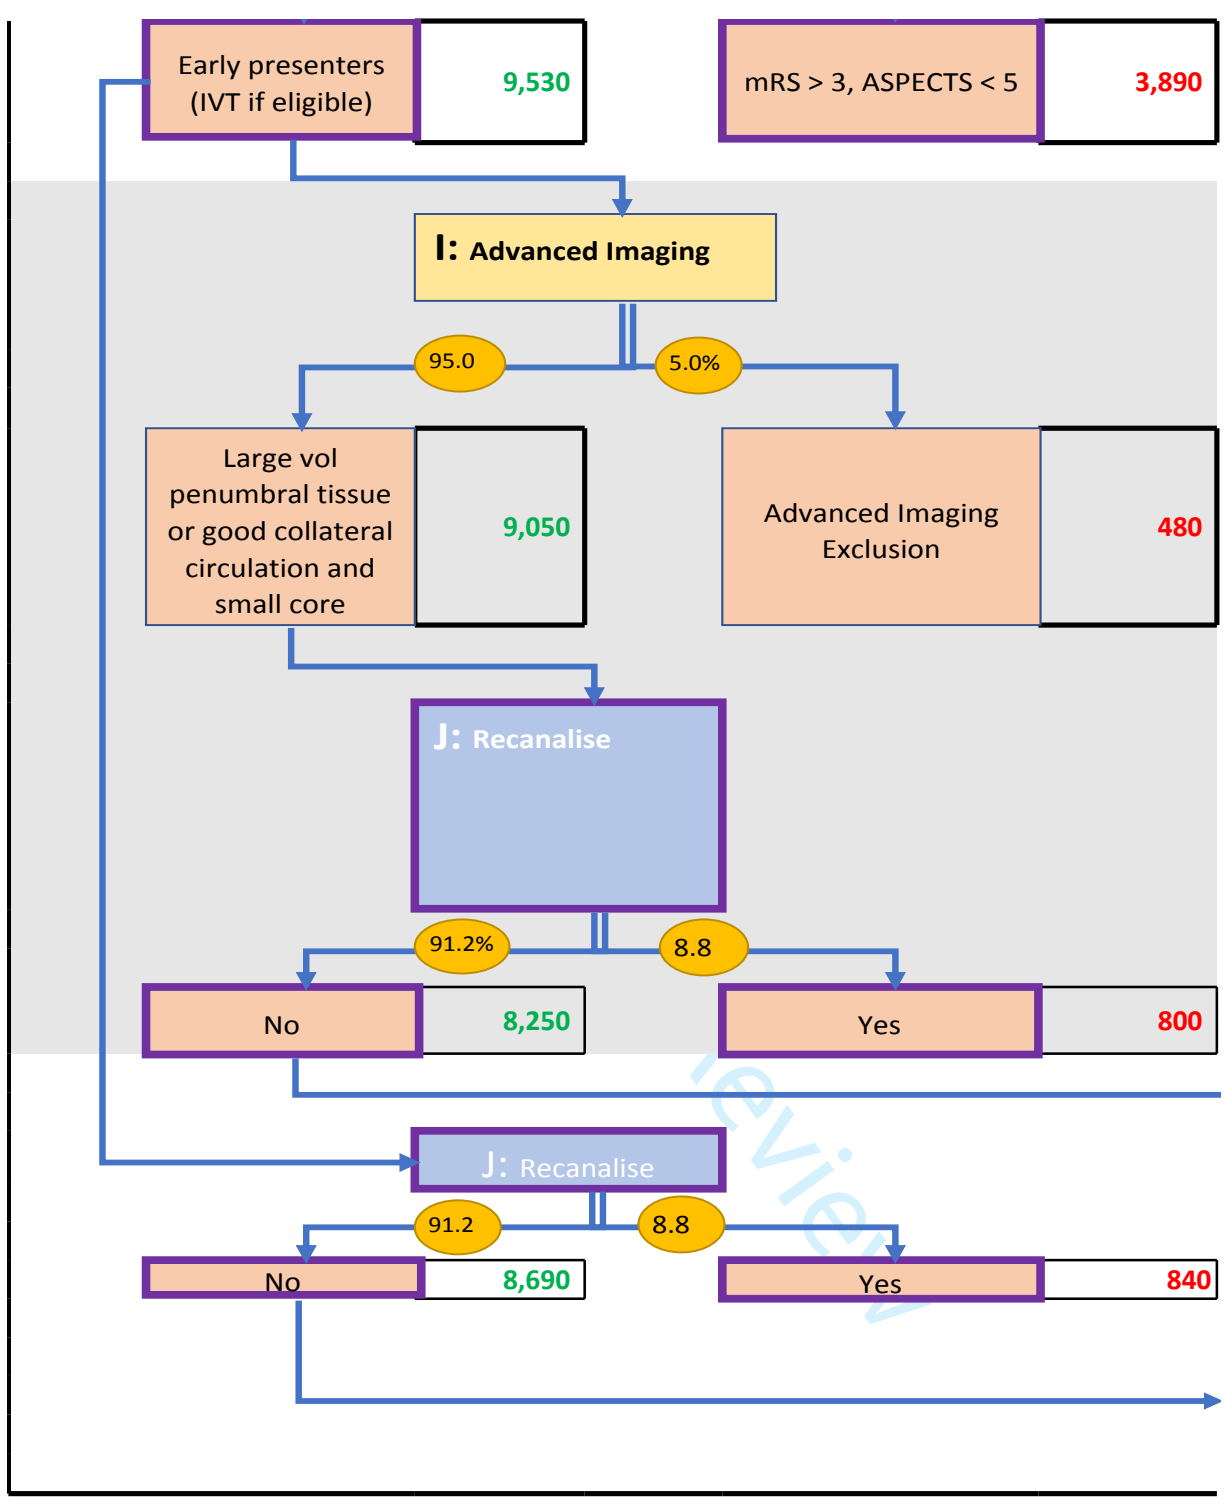 Early presenters
(IVT if eligible)
9,530
mRS > 3, ASPECTS < 5
3,890
I: Advanced Imaging
95.0
5.0%
Large vol
penumbral tissue
or good collateral
circulation and
small core
9,050
Advanced Imaging
Exclusion
480
J: Recanalise
91.2%
8.8
No
8,250
Yes
800
eview
J: Recanalise
91.2
8.8
No
8,690
Yes
840